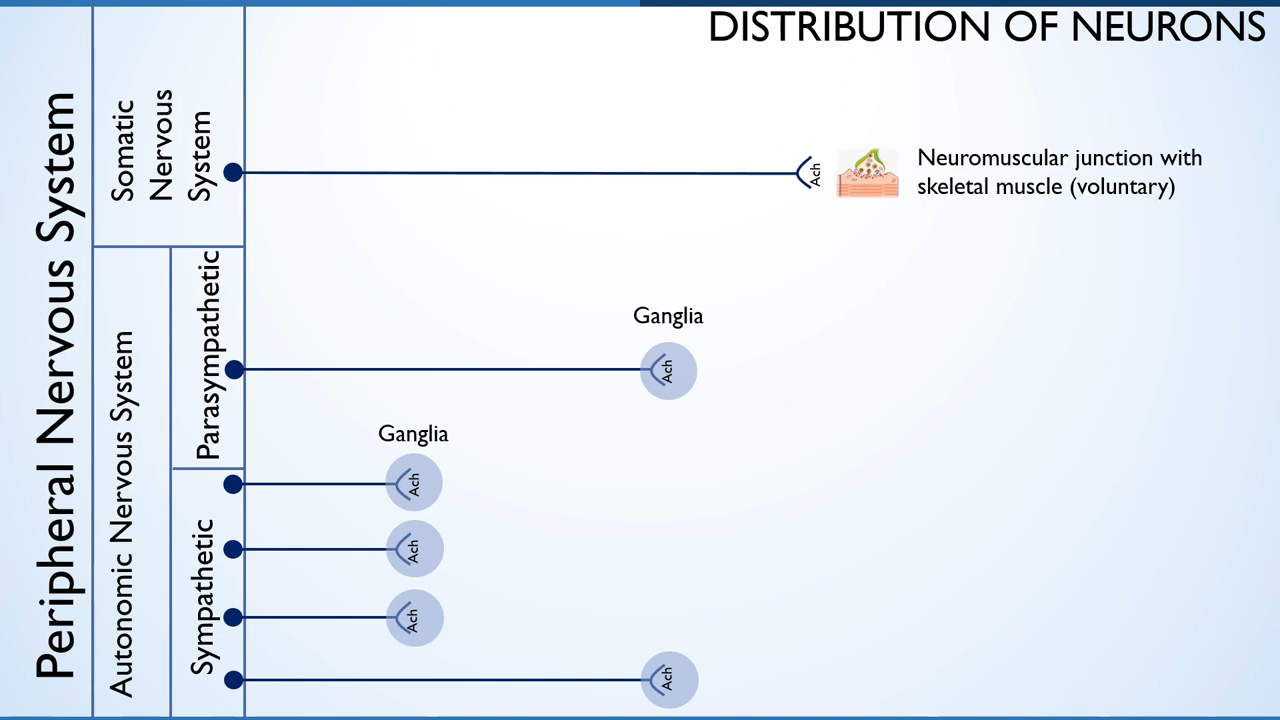 DISTRIBUTION OF NEURONS
Peripheral Nervous System
Somatic
Nervous
System
Ach
Neuromuscular junction with
skeletal muscle (voluntary)
Autonomic Nervous System
Parasympathetic
Ganglia
Ach
Sympathetic
Ganglia
Ach
Ach
Ach
Ach